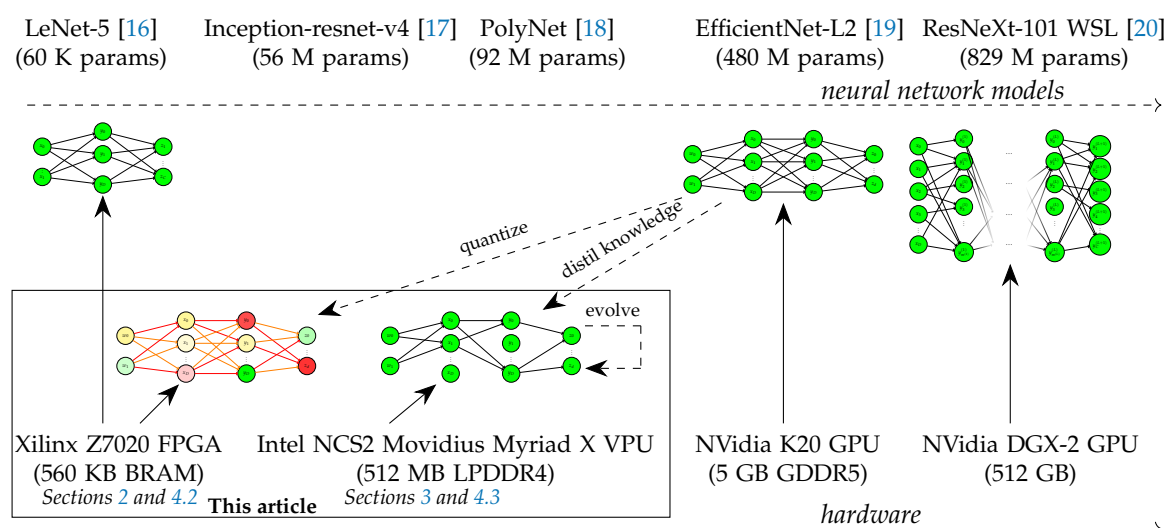 LeNet-5 [16] Inception-resnet-v4 [17] PolyNet [18] EfficientNet-L2 [19] ResNeXt-101 WSL [20]
(60 K params) (56 M params) (92 M params) (480 M params) (829 M params)
neural network models
quantize
distil knowledge
evolve
Xilinx Z7020 FPGA Intel NCS2 Movidius Myriad X VPU NVidia K20 GPU NVidia DGX-2 GPU
(560 KB BRAM) (512 MB LPDDR4) (5 GB GDDR5) (512 GB)
Sections 2 and 4.2 Sections 3 and 4.3
This article
hardware